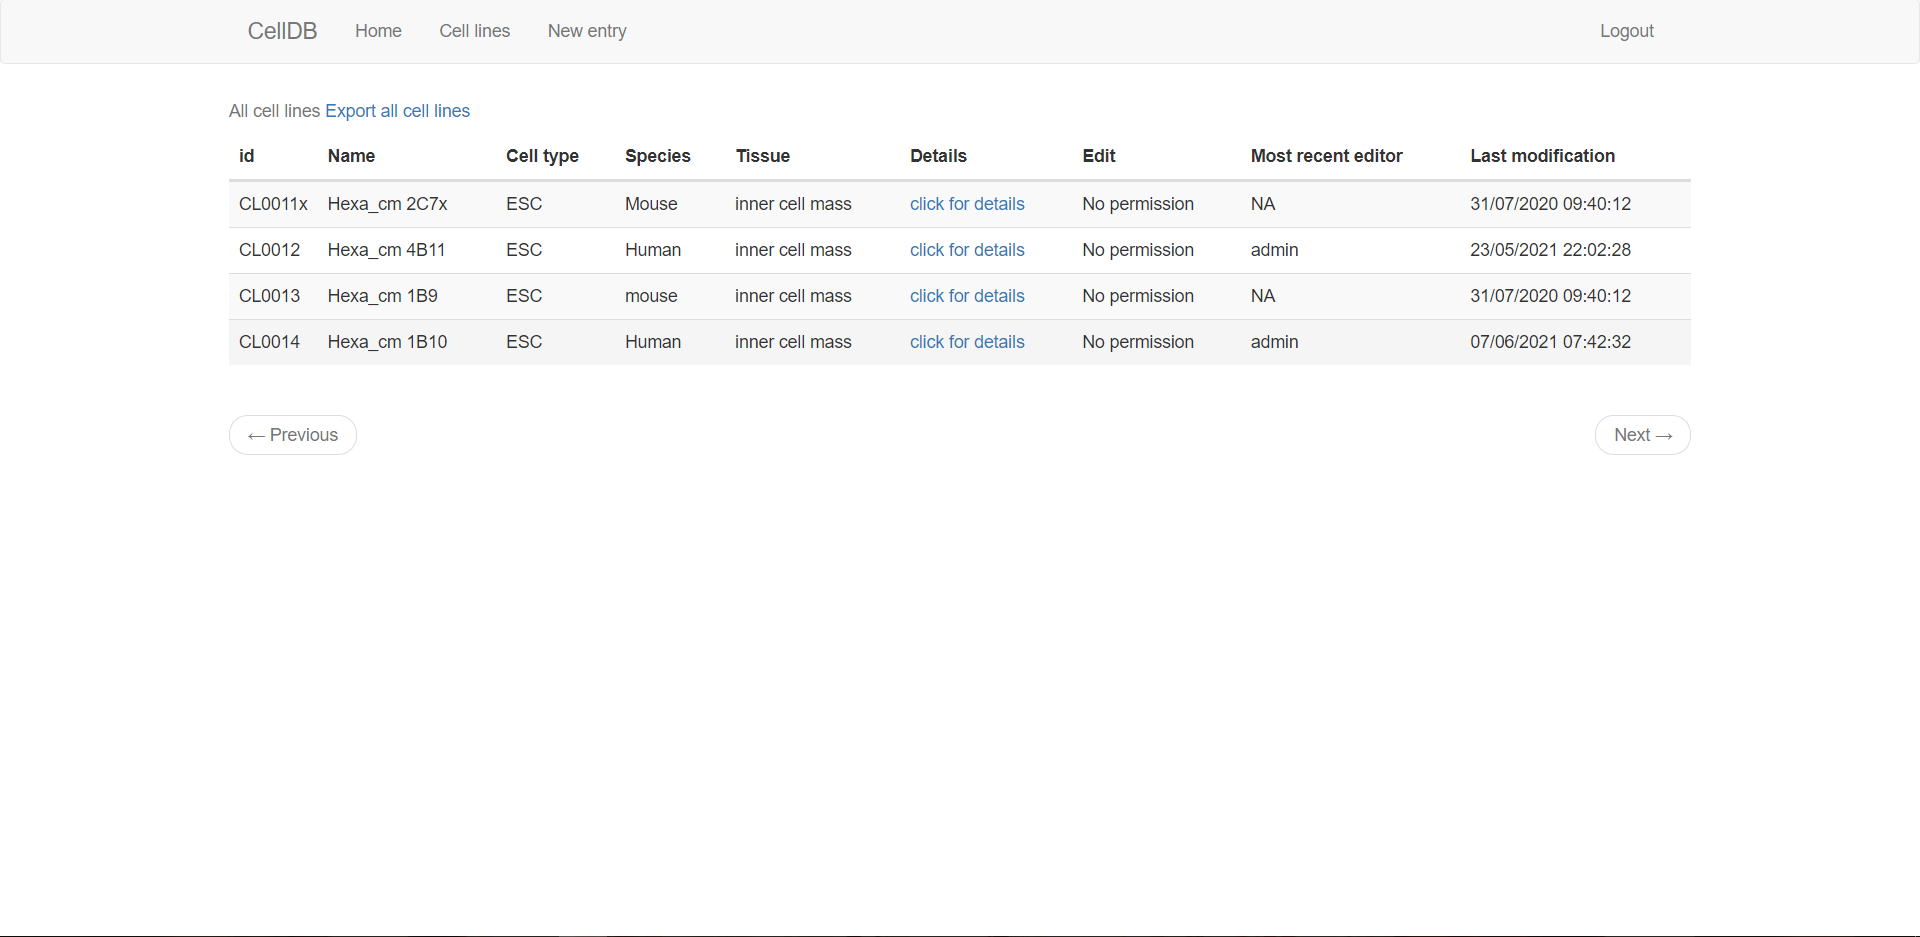 CellDB Home Cell lines New entry Logout
All cell lines Export all cell lines
id Name Cell type Species Tissue Details Edit Most recent editor Last modification
CL0011x Hexa_cm 2C7x ESC Mouse inner cell mass click for details No permission NA 31/07/2020 09:40:12
CL0012 Hexa_cm 4B11 ESC Human inner cell mass click for details No permission admin 23/05/2021 22:02:28
CL0013 Hexa_cm 1B9 ESC mouse inner cell mass click for details No permission NA 31/07/2020 09:40:12
CL0014 Hexa_cm 1B10 ESC Human inner cell mass click for details No permission admin 07/06/2021 07:42:32
← Previous Next →